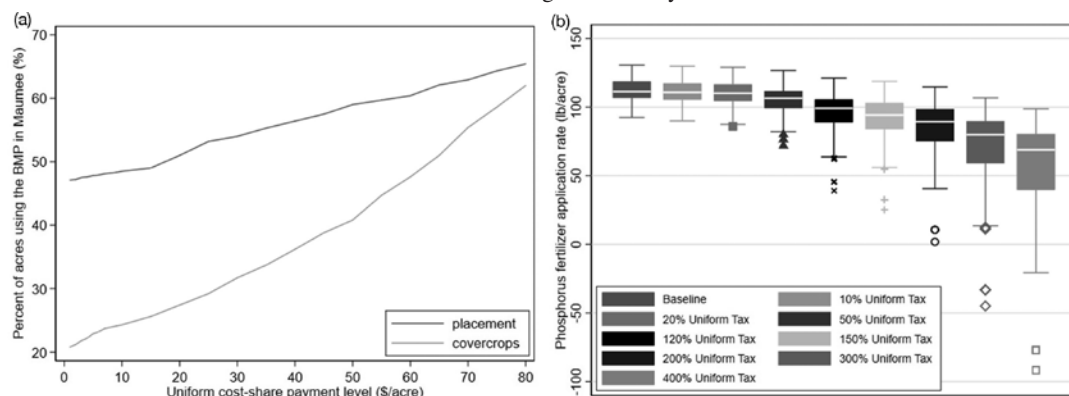 (a)
70
60
50
40
30
20
Percent of acres using the BMP in Maumee (%)
0
10
20
30
40
50
60
70
80
Uniform cost-share payment level ($/acre)
placement
covercrops
(b)
150
100
50
0
-50
-100
Phosphorus fertilizer application rate (lb/acre)
Baseline
10% Uniform Tax
20% Uniform Tax
50% Uniform Tax
120% Uniform Tax
150% Uniform Tax
200% Uniform Tax
300% Uniform Tax
400% Uniform Tax